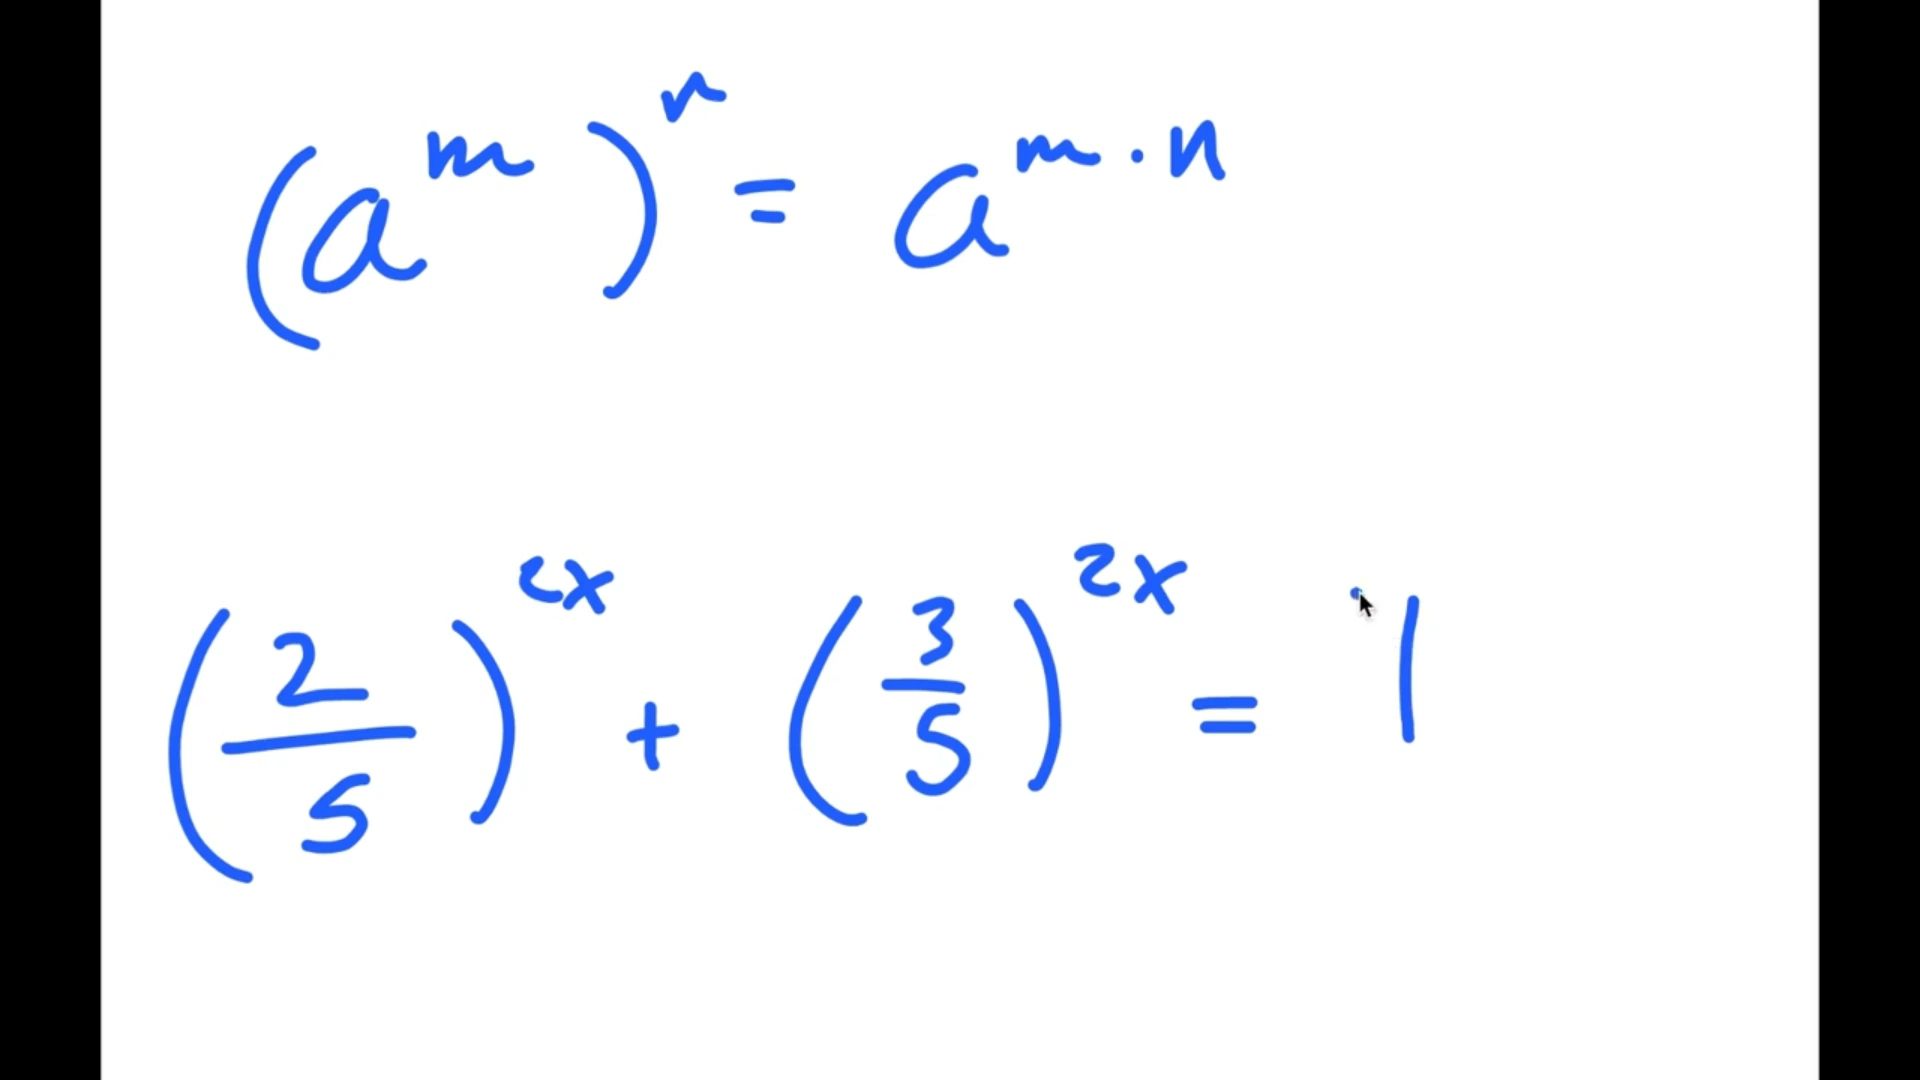 (a^m)^n = a^{m·n}
(2/5)^{2x} + (3/5)^{2x} = 1